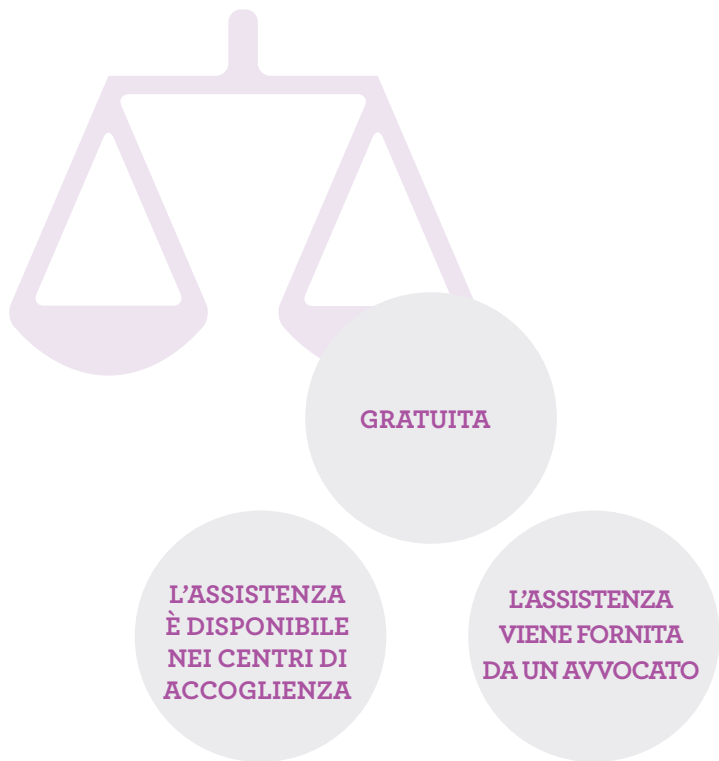 GRATUITA
L’ASSISTENZA
È DISPONIBILE
NEI CENTRI DI
ACCOGLIENZA
L’ASSISTENZA
VIENE FORNITA
DA UN AVVOCATO